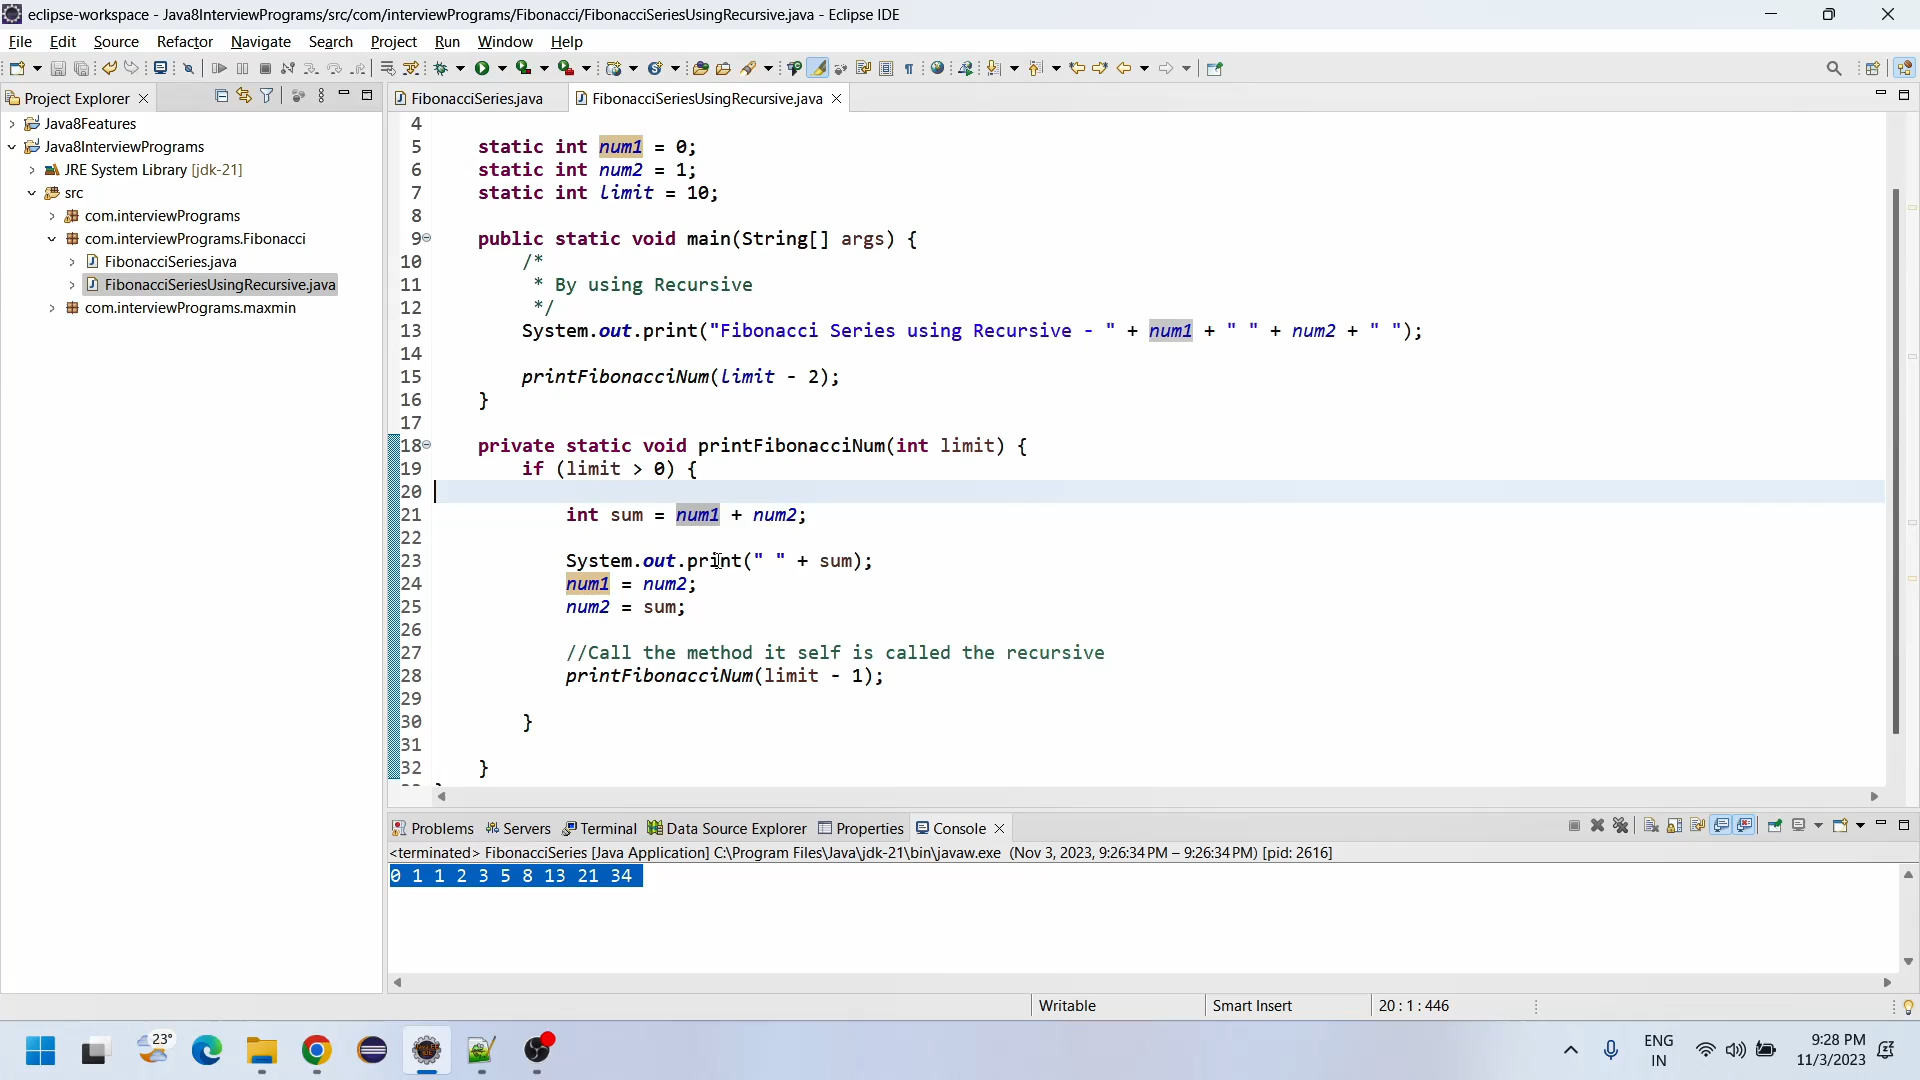 eclipse-workspace - Java8InterviewPrograms/src/com/interviewPrograms/Fibonacci/FibonacciSeriesUsingRecursive.java - Eclipse IDE
File Edit Source Refactor Navigate Search Project Run Window Help
Project Explorer
Java8Features
Java8InterviewPrograms
JRE System Library [jdk-21]
src
com.interviewPrograms
com.interviewPrograms.Fibonacci
FibonacciSeries.java
FibonacciSeriesUsingRecursive.java
com.interviewPrograms.maxmin
FibonacciSeries.java FibonacciSeriesUsingRecursive.java
4
5 static int num1 = 0;
6 static int num2 = 1;
7 static int limit = 10;
8
9 public static void main(String[] args) {
10 /*
11 * By using Recursive
12 */
13 System.out.print("Fibonacci Series using Recursive - " + num1 + " " + num2 + " ");
14
15 printFibonacciNum(limit - 2);
16 }
17
18 private static void printFibonacciNum(int limit) {
19 if (limit > 0) {
20
21 int sum = num1 + num2;
22
23 System.out.print(" " + sum);
24 num1 = num2;
25 num2 = sum;
26
27 //Call the method it self is called the recursive
28 printFibonacciNum(limit - 1);
29
30 }
31
32 }
Problems Servers Terminal Data Source Explorer Properties Console
<terminated> FibonacciSeries [Java Application] C:\Program Files\Java\jdk-21\bin\javaw.exe (Nov 3, 2023, 9:26:34 PM – 9:26:34 PM) [pid: 2616]
0 1 1 2 3 5 8 13 21 34
Writable Smart Insert 20 : 1 : 446
23°
ENG
IN
9:28 PM
11/3/2023